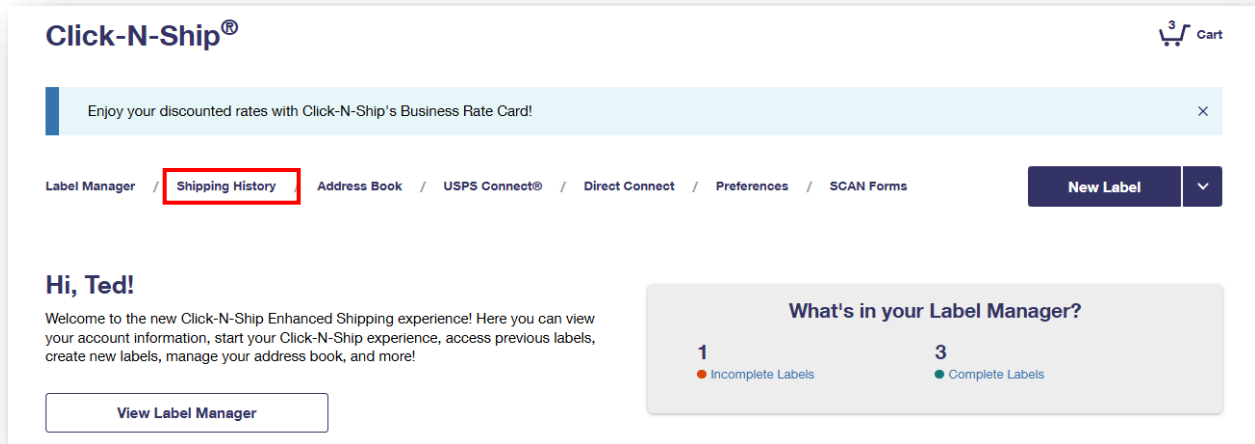 Click-N-Ship®
3
Cart
Enjoy your discounted rates with Click-N-Ship's Business Rate Card!
Label Manager / Shipping History / Address Book / USPS Connect® / Direct Connect / Preferences / SCAN Forms
New Label
Hi, Ted!
Welcome to the new Click-N-Ship Enhanced Shipping experience! Here you can view
your account information, start your Click-N-Ship experience, access previous labels,
create new labels, manage your address book, and more!
View Label Manager
What's in your Label Manager?
1 3
Incomplete Labels Complete Labels